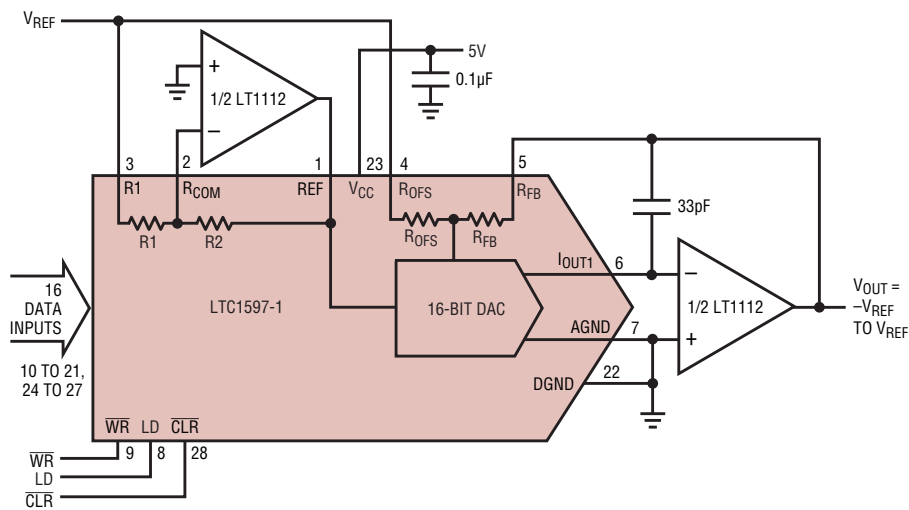 VREF
5V
+
1/2 LT1112
–
0.1µF
3
2
1
23
4
5
R1
RCOM
REF
VCC
ROFS
RFB
33pF
R1
R2
ROFS
RFB
IOUT1
6
–
16
DATA
INPUTS
LTC1597-1
16-BIT DAC
1/2 LT1112
VOUT =
–VREF
TO VREF
AGND
7
+
10 TO 21,
24 TO 27
DGND
22
WR
LD
CLR
9
8
28
WR
LD
CLR